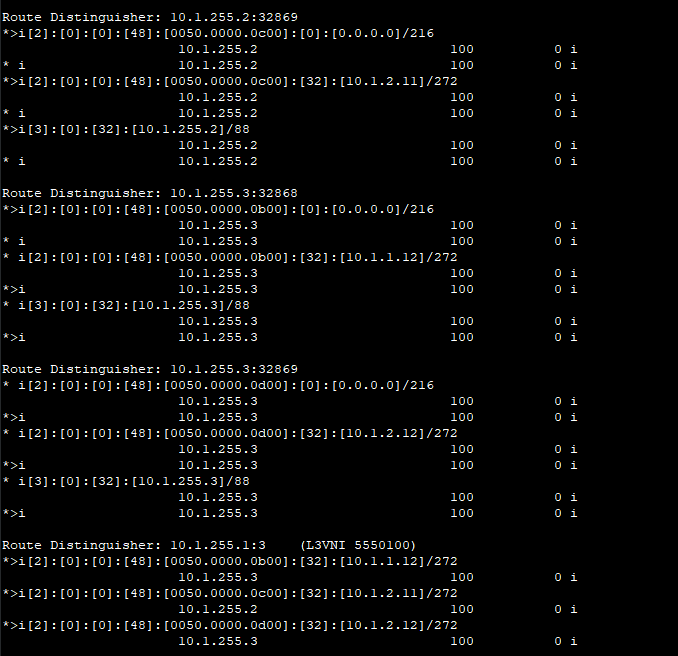 Route Distinguisher: 10.1.255.2:32869
*>i[2]:[0]:[0]:[48]:[0050.0000.0c00]:[0]:[0.0.0.0]/216
10.1.255.2 100 0 i
* i 10.1.255.2 100 0 i
*>i[2]:[0]:[0]:[48]:[0050.0000.0c00]:[32]:[10.1.2.11]/272
10.1.255.2 100 0 i
* i 10.1.255.2 100 0 i
*>i[3]:[0]:[32]:[10.1.255.2]/88
10.1.255.2 100 0 i
* i 10.1.255.2 100 0 i
Route Distinguisher: 10.1.255.3:32868
*>i[2]:[0]:[0]:[48]:[0050.0000.0b00]:[0]:[0.0.0.0]/216
10.1.255.3 100 0 i
* i 10.1.255.3 100 0 i
* i[2]:[0]:[0]:[48]:[0050.0000.0b00]:[32]:[10.1.1.12]/272
10.1.255.3 100 0 i
*>i 10.1.255.3 100 0 i
* i[3]:[0]:[32]:[10.1.255.3]/88
10.1.255.3 100 0 i
*>i 10.1.255.3 100 0 i
Route Distinguisher: 10.1.255.3:32869
* i[2]:[0]:[0]:[48]:[0050.0000.0d00]:[0]:[0.0.0.0]/216
10.1.255.3 100 0 i
*>i 10.1.255.3 100 0 i
* i[2]:[0]:[0]:[48]:[0050.0000.0d00]:[32]:[10.1.2.12]/272
10.1.255.3 100 0 i
*>i 10.1.255.3 100 0 i
* i[3]:[0]:[32]:[10.1.255.3]/88
10.1.255.3 100 0 i
*>i 10.1.255.3 100 0 i
Route Distinguisher: 10.1.255.1:3 (L3VNI 5550100)
*>i[2]:[0]:[0]:[48]:[0050.0000.0b00]:[32]:[10.1.1.12]/272
10.1.255.3 100 0 i
*>i[2]:[0]:[0]:[48]:[0050.0000.0c00]:[32]:[10.1.2.11]/272
10.1.255.2 100 0 i
*>i[2]:[0]:[0]:[48]:[0050.0000.0d00]:[32]:[10.1.2.12]/272
10.1.255.3 100 0 i